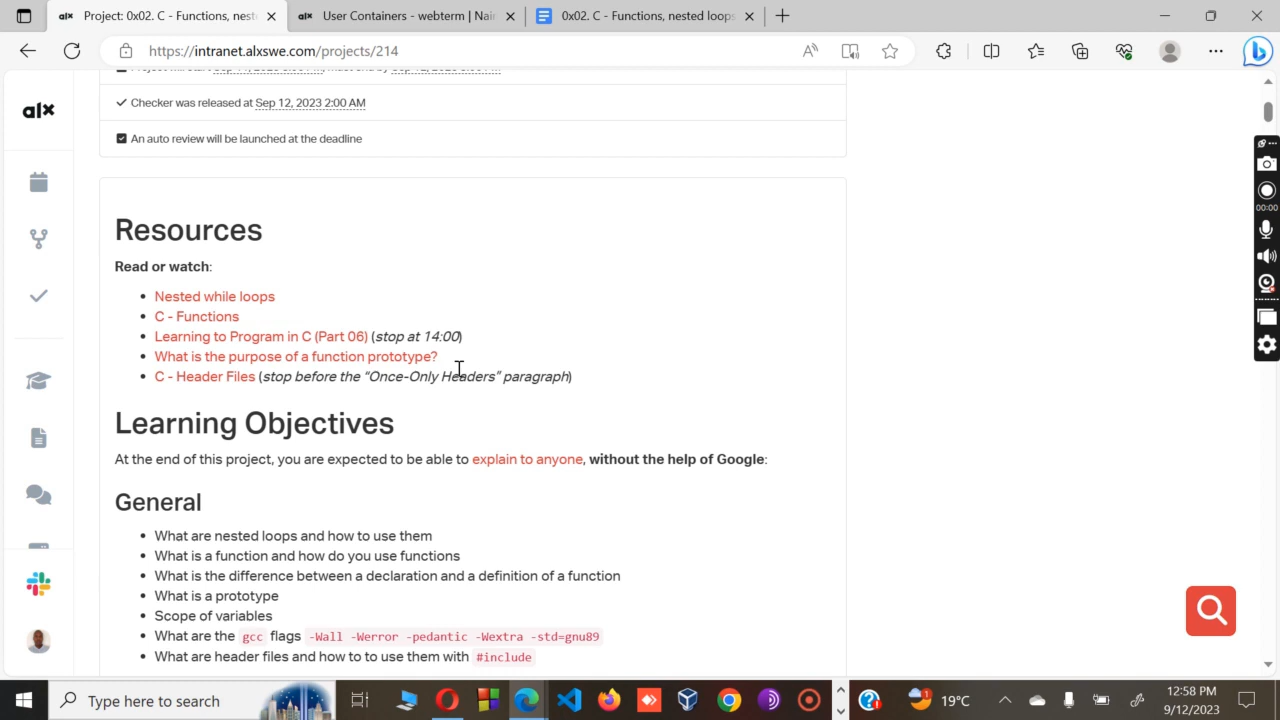 Project: 0x02. C - Functions, nest
User Containers - webterm | Nair
0x02. C - Functions, nested loops
https://intranet.alxswe.com/projects/214
alx
Checker was released at Sep 12, 2023 2:00 AM
An auto review will be launched at the deadline
Resources
Read or watch:
Nested while loops
C - Functions
Learning to Program in C (Part 06) (stop at 14:00)
What is the purpose of a function prototype?
C - Header Files (stop before the “Once-Only Headers” paragraph)
Learning Objectives
At the end of this project, you are expected to be able to explain to anyone, without the help of Google:
General
What are nested loops and how to use them
What is a function and how do you use functions
What is the difference between a declaration and a definition of a function
What is a prototype
Scope of variables
What are the gcc flags -Wall -Werror -pedantic -Wextra -std=gnu89
What are header files and how to to use them with #include
00:00
Type here to search
1
19°C
12:58 PM
9/12/2023